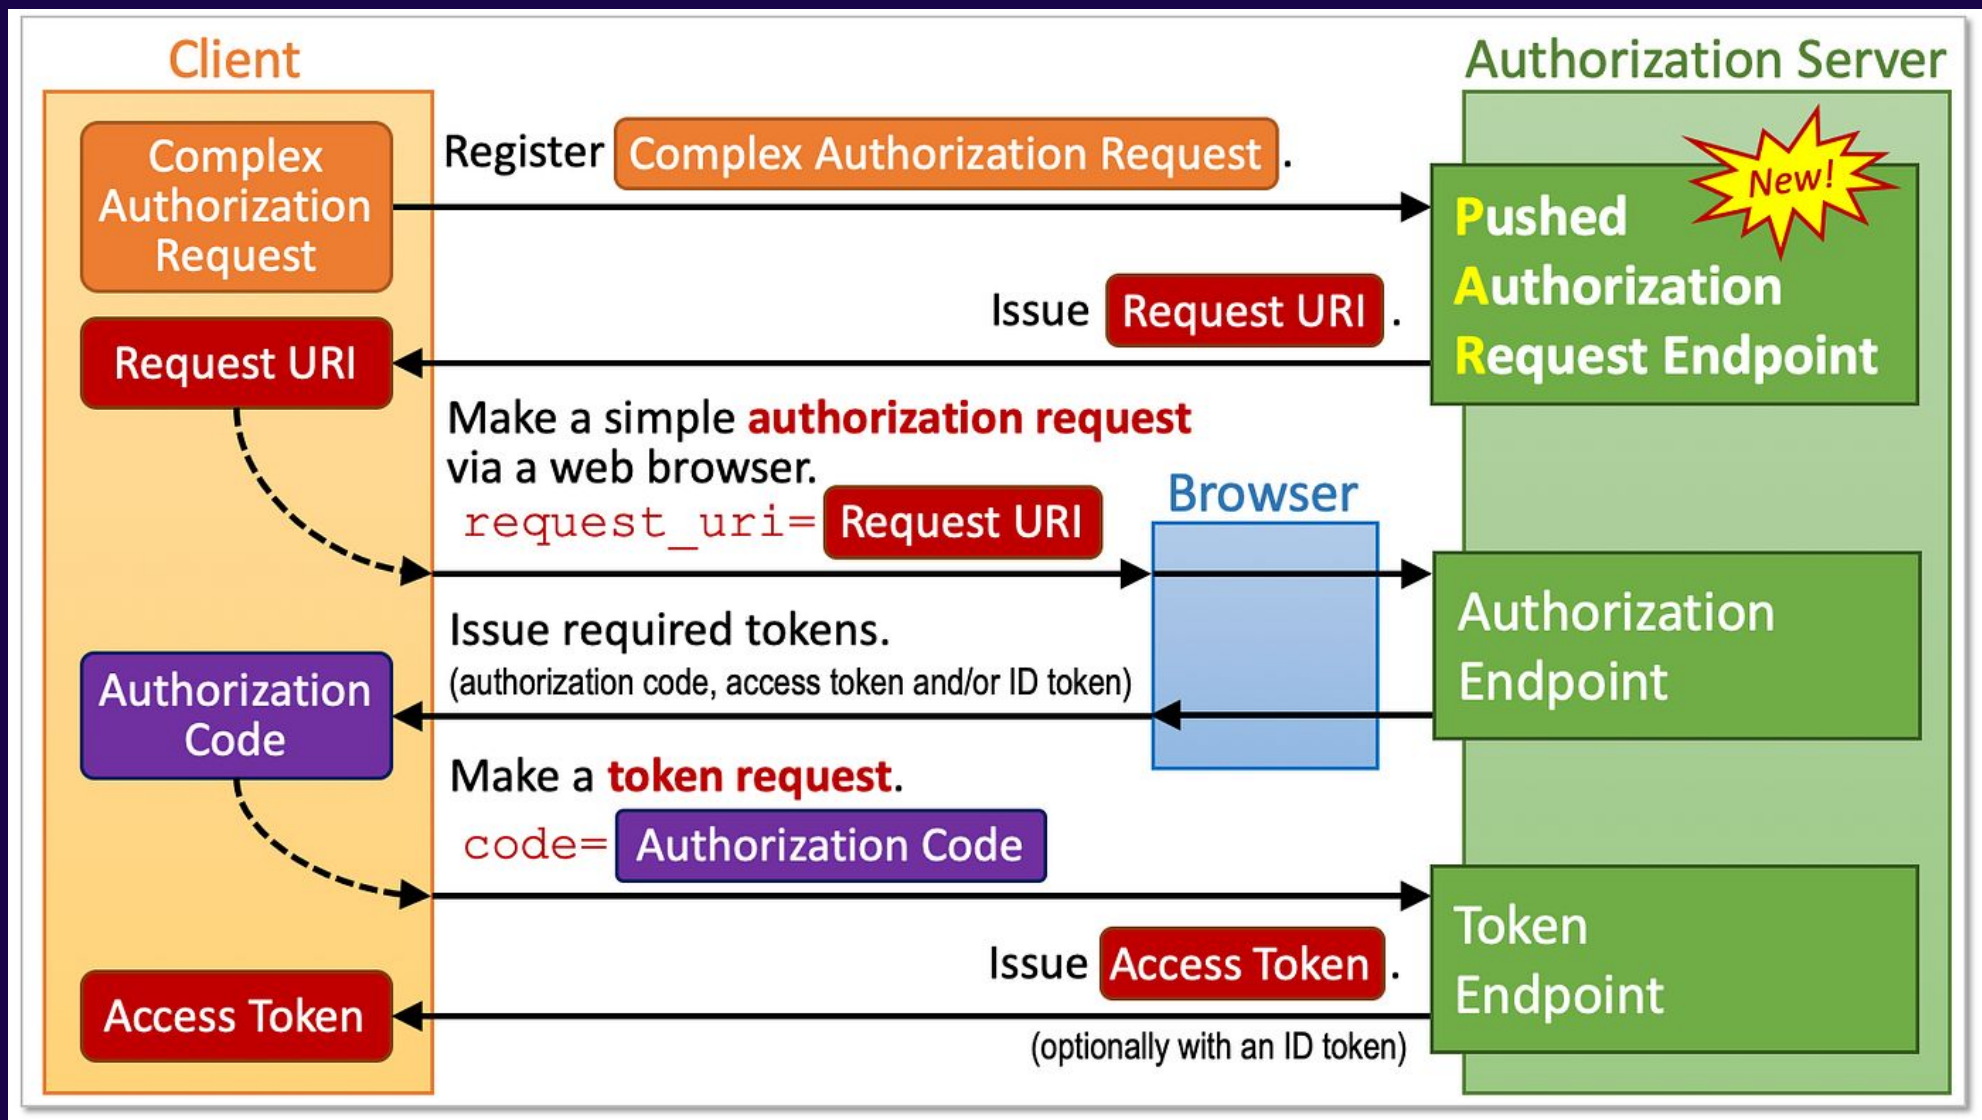 Client
Authorization Server
Complex
Authorization
Request
Register Complex Authorization Request .
New!
Pushed
Authorization
Request Endpoint
Issue Request URI .
Request URI
Make a simple authorization request
via a web browser.
request_uri= Request URI
Browser
Authorization
Endpoint
Issue required tokens.
(authorization code, access token and/or ID token)
Authorization
Code
Make a token request.
code= Authorization Code
Token
Endpoint
Issue Access Token .
Access Token
(optionally with an ID token)